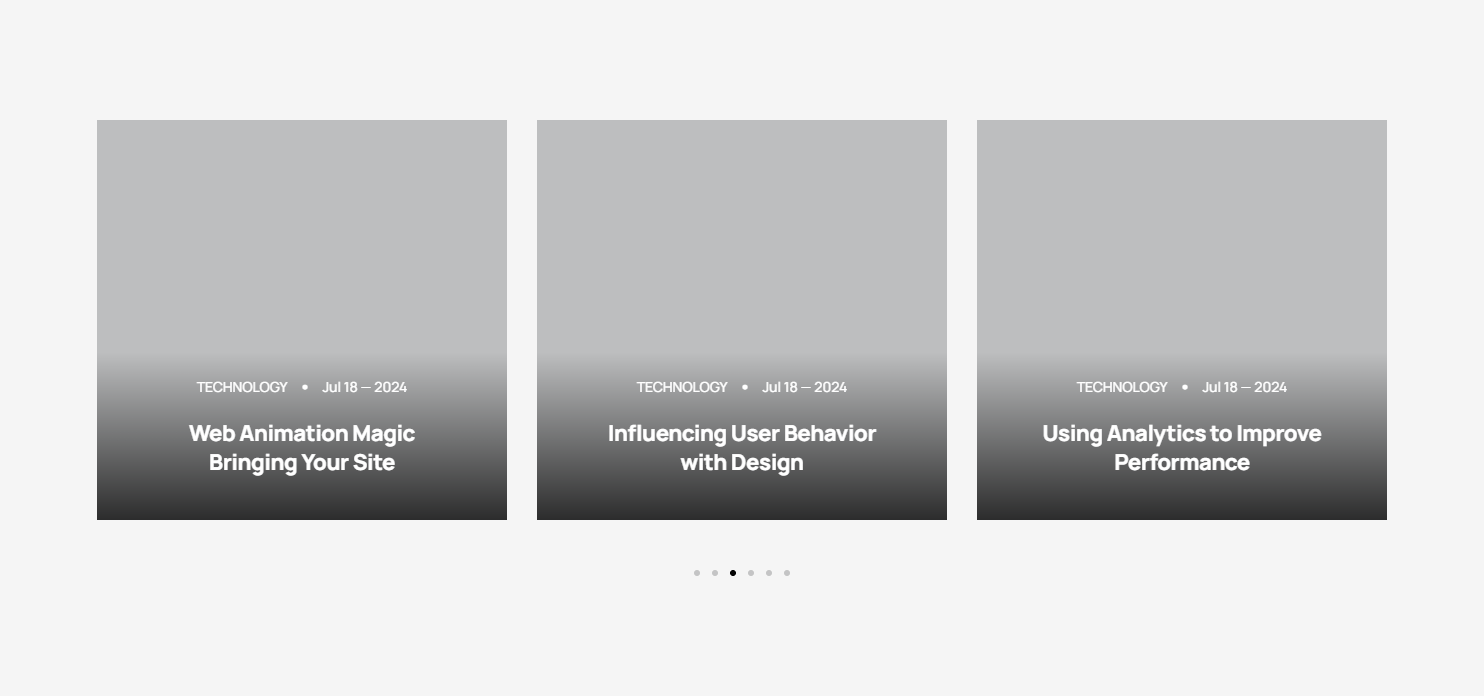 TECHNOLOGY • Jul 18 — 2024
Web Animation Magic
Bringing Your Site
TECHNOLOGY • Jul 18 — 2024
Influencing User Behavior
with Design
TECHNOLOGY • Jul 18 — 2024
Using Analytics to Improve
Performance